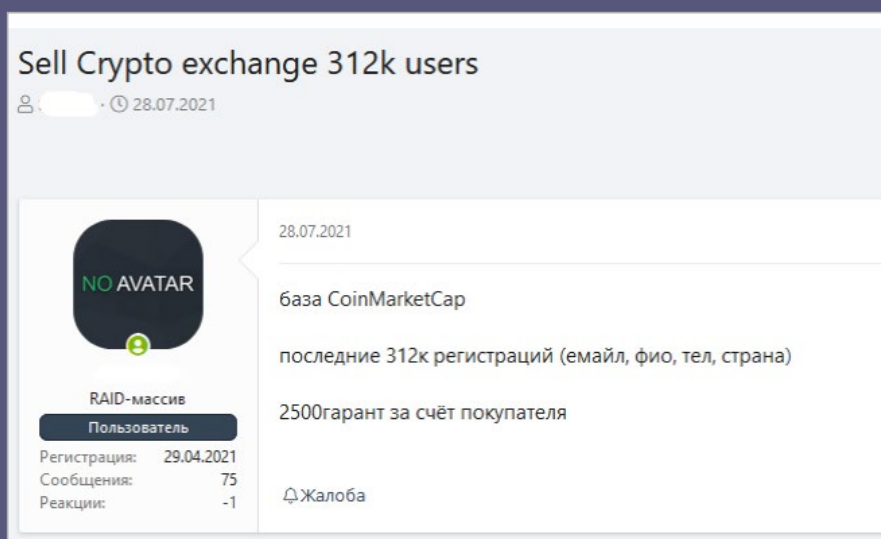 Sell Crypto exchange 312k users
28.07.2021
28.07.2021
NO AVATAR
база CoinMarketCap
последние 312к регистраций (емайл, фио, тел, страна)
RAID-массив
2500гарант за счёт покупателя
Пользователь
Регистрация: 29.04.2021
Сообщения: 75
Реакции: -1
Жалоба